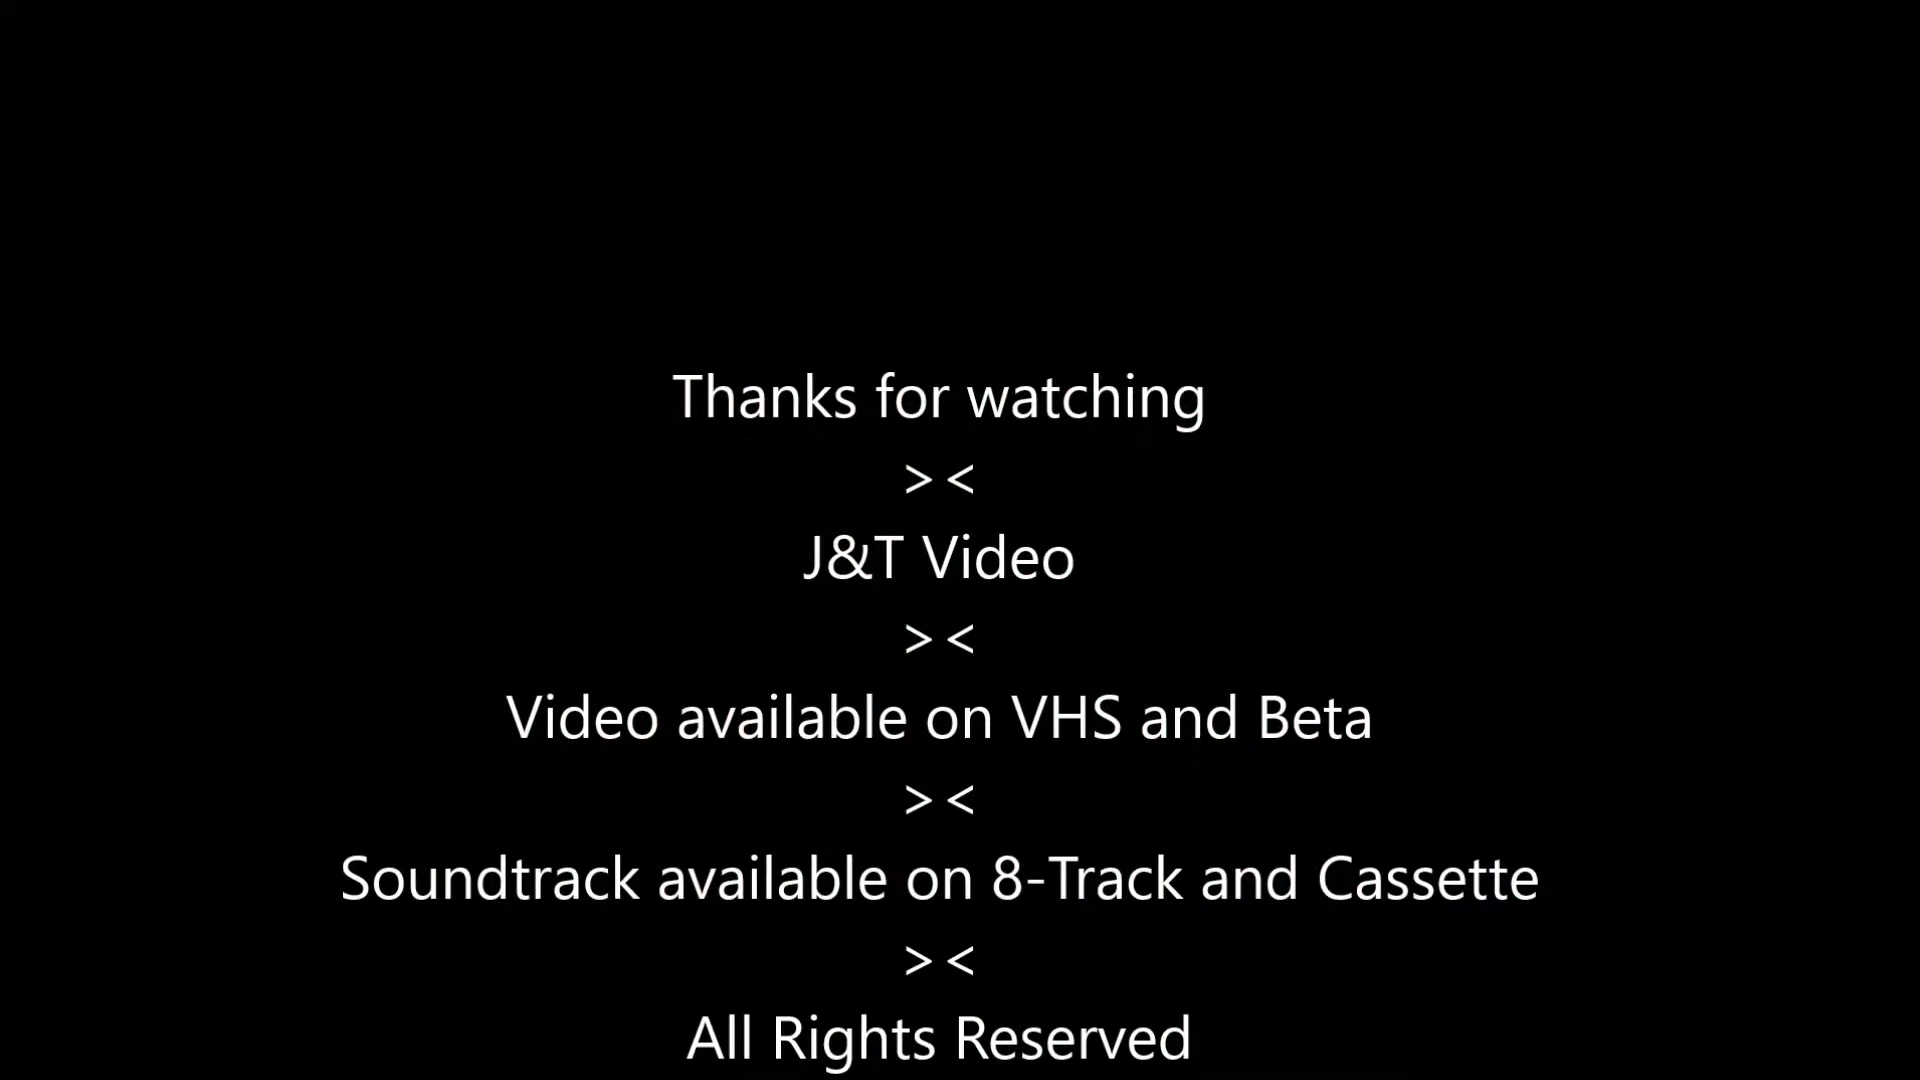 Thanks for watching
> <
J&T Video
> <
Video available on VHS and Beta
> <
Soundtrack available on 8-Track and Cassette
> <
All Rights Reserved